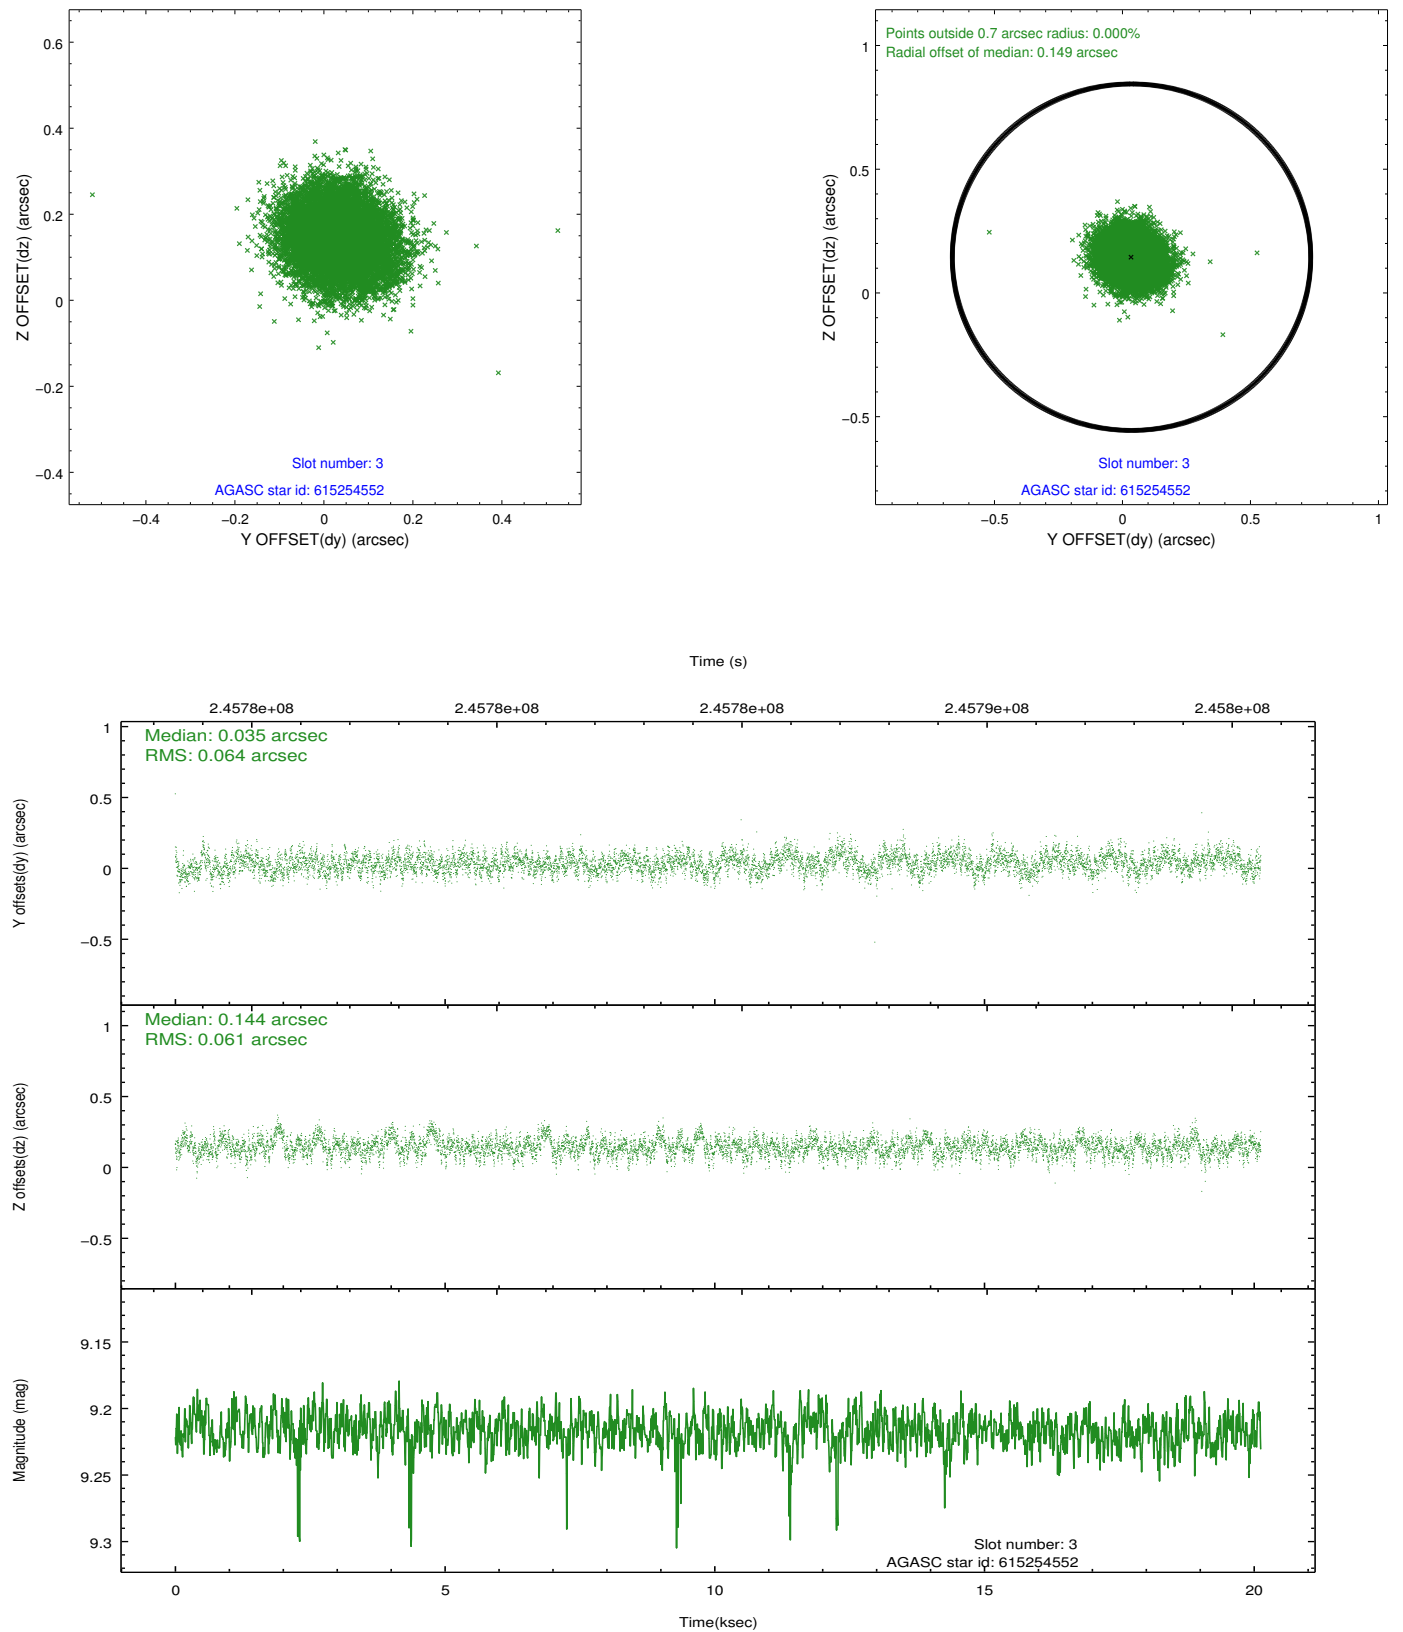 0.6
0.4
0.2
0
−0.2
−0.4
Z OFFSET(dz) (arcsec)
Slot number: 3
AGASC star id: 615254552
−0.4 −0.2 0 0.2 0.4
Y OFFSET(dy) (arcsec)
Points outside 0.7 arcsec radius: 0.000%
Radial offset of median: 0.149 arcsec
1
0.5
0
−0.5
Z OFFSET(dz) (arcsec)
Slot number: 3
AGASC star id: 615254552
−0.5 0 0.5 1
Y OFFSET(dy) (arcsec)
Time (s)
2.4578e+08 2.4578e+08 2.4578e+08 2.4579e+08 2.458e+08
Median: 0.035 arcsec
RMS: 0.064 arcsec
1
0.5
0
−0.5
Y offsets(dy) (arcsec)
Median: 0.144 arcsec
RMS: 0.061 arcsec
1
0.5
0
−0.5
Z offsets(dz) (arcsec)
9.15
9.2
9.25
9.3
Magnitude (mag)
Slot number: 3
AGASC star id: 615254552
0 5 10 15 20
Time(ksec)